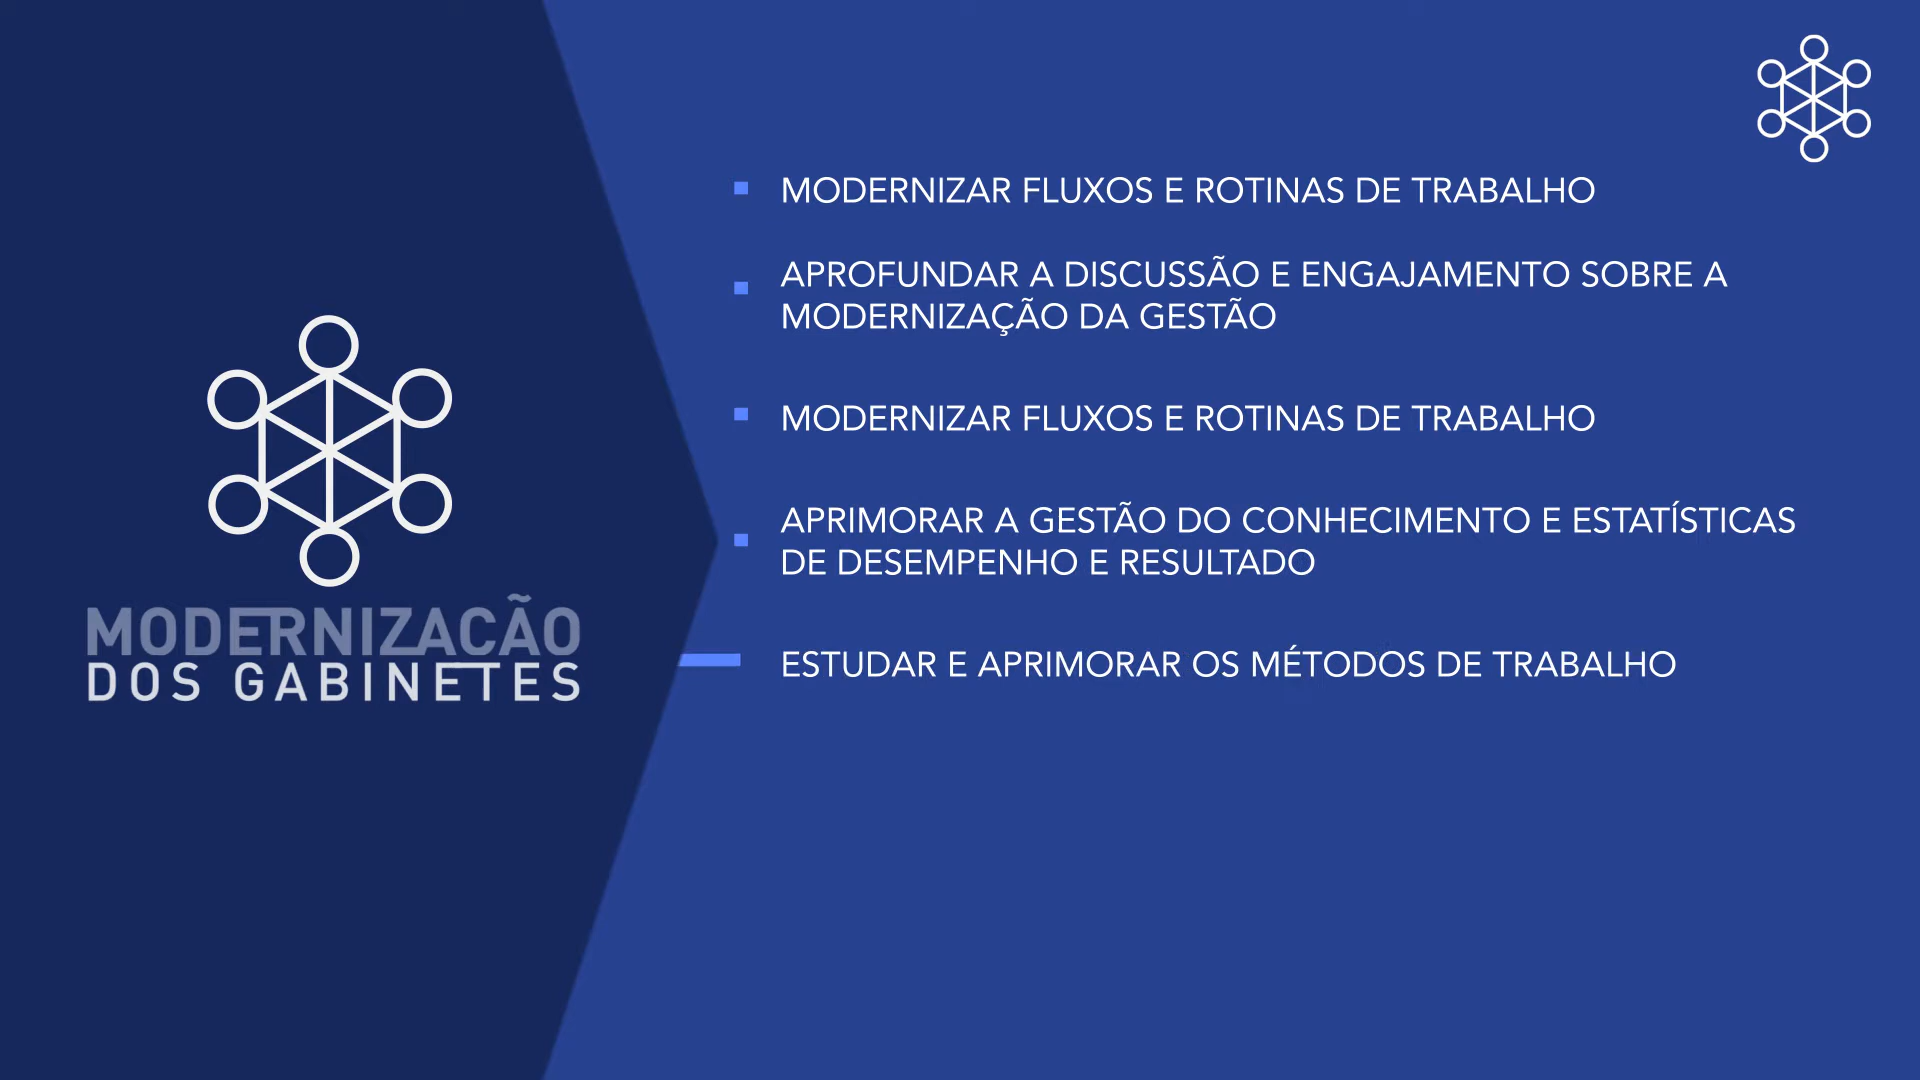 MODERNIZAÇÃO
DOS GABINETES
MODERNIZAR FLUXOS E ROTINAS DE TRABALHO
APROFUNDAR A DISCUSSÃO E ENGAJAMENTO SOBRE A
MODERNIZAÇÃO DA GESTÃO
MODERNIZAR FLUXOS E ROTINAS DE TRABALHO
APRIMORAR A GESTÃO DO CONHECIMENTO E ESTATÍSTICAS
DE DESEMPENHO E RESULTADO
ESTUDAR E APRIMORAR OS MÉTODOS DE TRABALHO